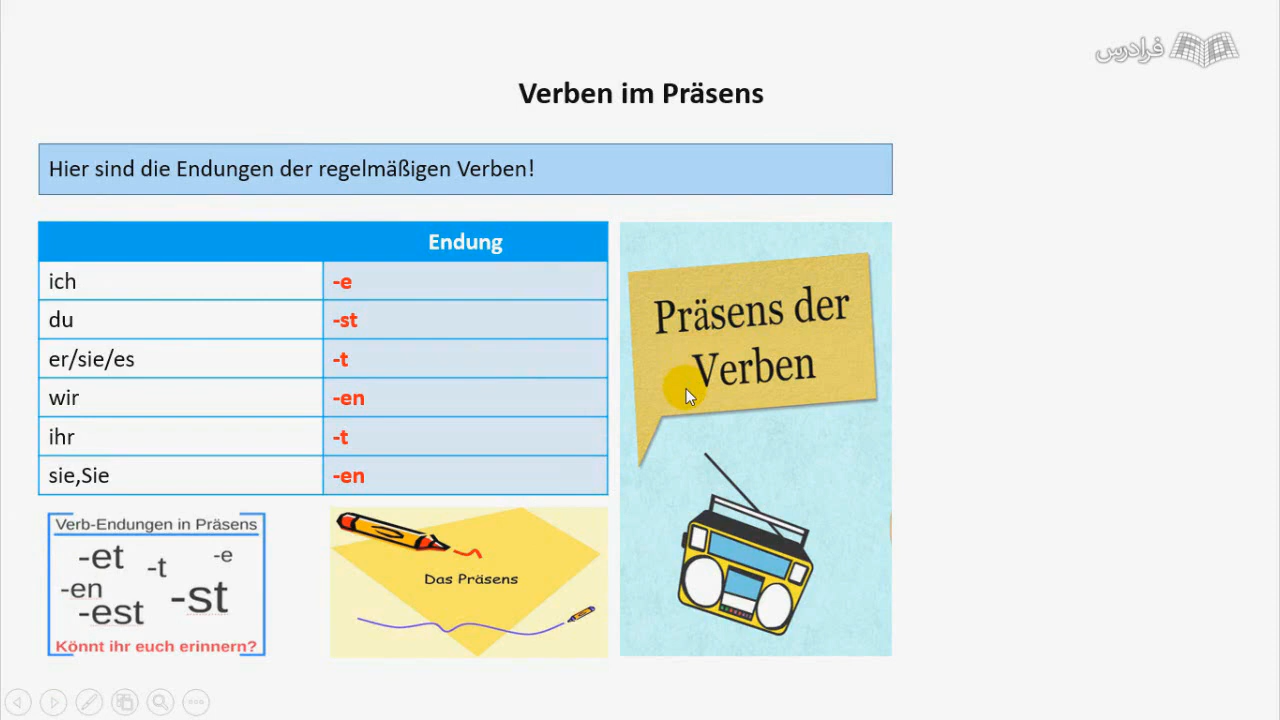 فرادرس
Verben im Präsens
Hier sind die Endungen der regelmäßigen Verben!
Endung
ich -e
du -st
er/sie/es -t
wir -en
ihr -t
sie,Sie -en
Präsens der
Verben
Verb-Endungen in Präsens
-et -t -e
-en -st
-est
Könnt ihr euch erinnern?
Das Präsens